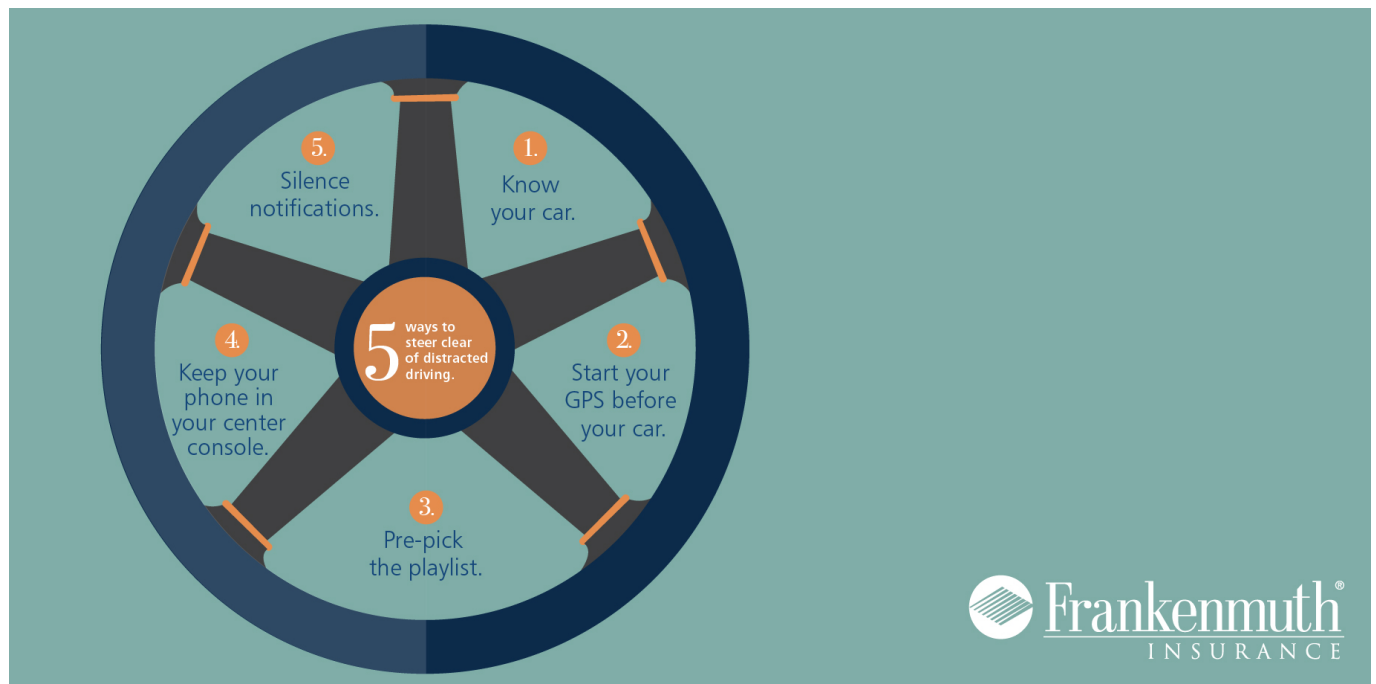 5 ways to
steer clear
of distracted
driving.
1.
Know
your car.
2.
Start your
GPS before
your car.
3.
Pre-pick
the playlist.
4.
Keep your
phone in
your center
console.
5.
Silence
notifications.
Frankenmuth®
INSURANCE